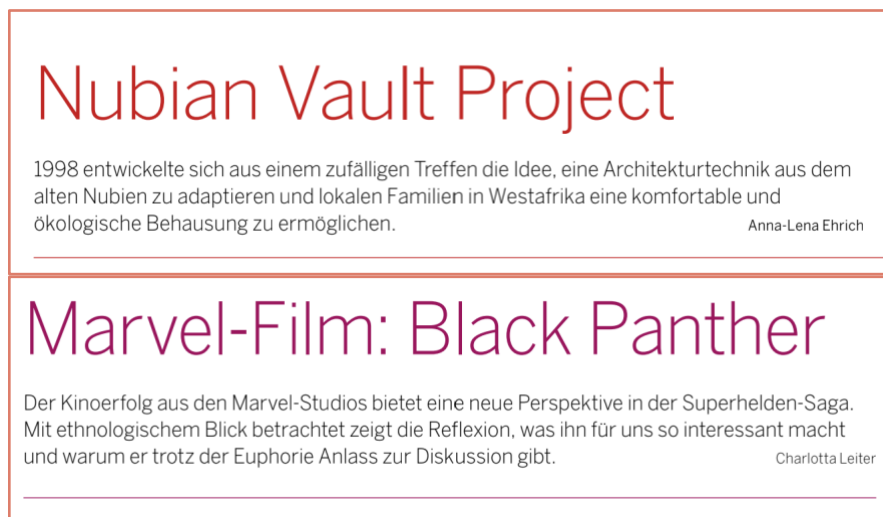 Nubian Vault Project
1998 entwickelte sich aus einem zufälligen Treffen die Idee, eine Architekturtechnik aus dem
alten Nubien zu adaptieren und lokalen Familien in Westafrika eine komfortable und
ökologische Behausung zu ermöglichen.
Anna-Lena Ehrich
Marvel-Film: Black Panther
Der Kinoerfolg aus den Marvel-Studios bietet eine neue Perspektive in der Superhelden-Saga.
Mit ethnologischem Blick betrachtet zeigt die Reflexion, was ihn für uns so interessant macht
und warum er trotz der Euphorie Anlass zur Diskussion gibt.
Charlotta Leiter